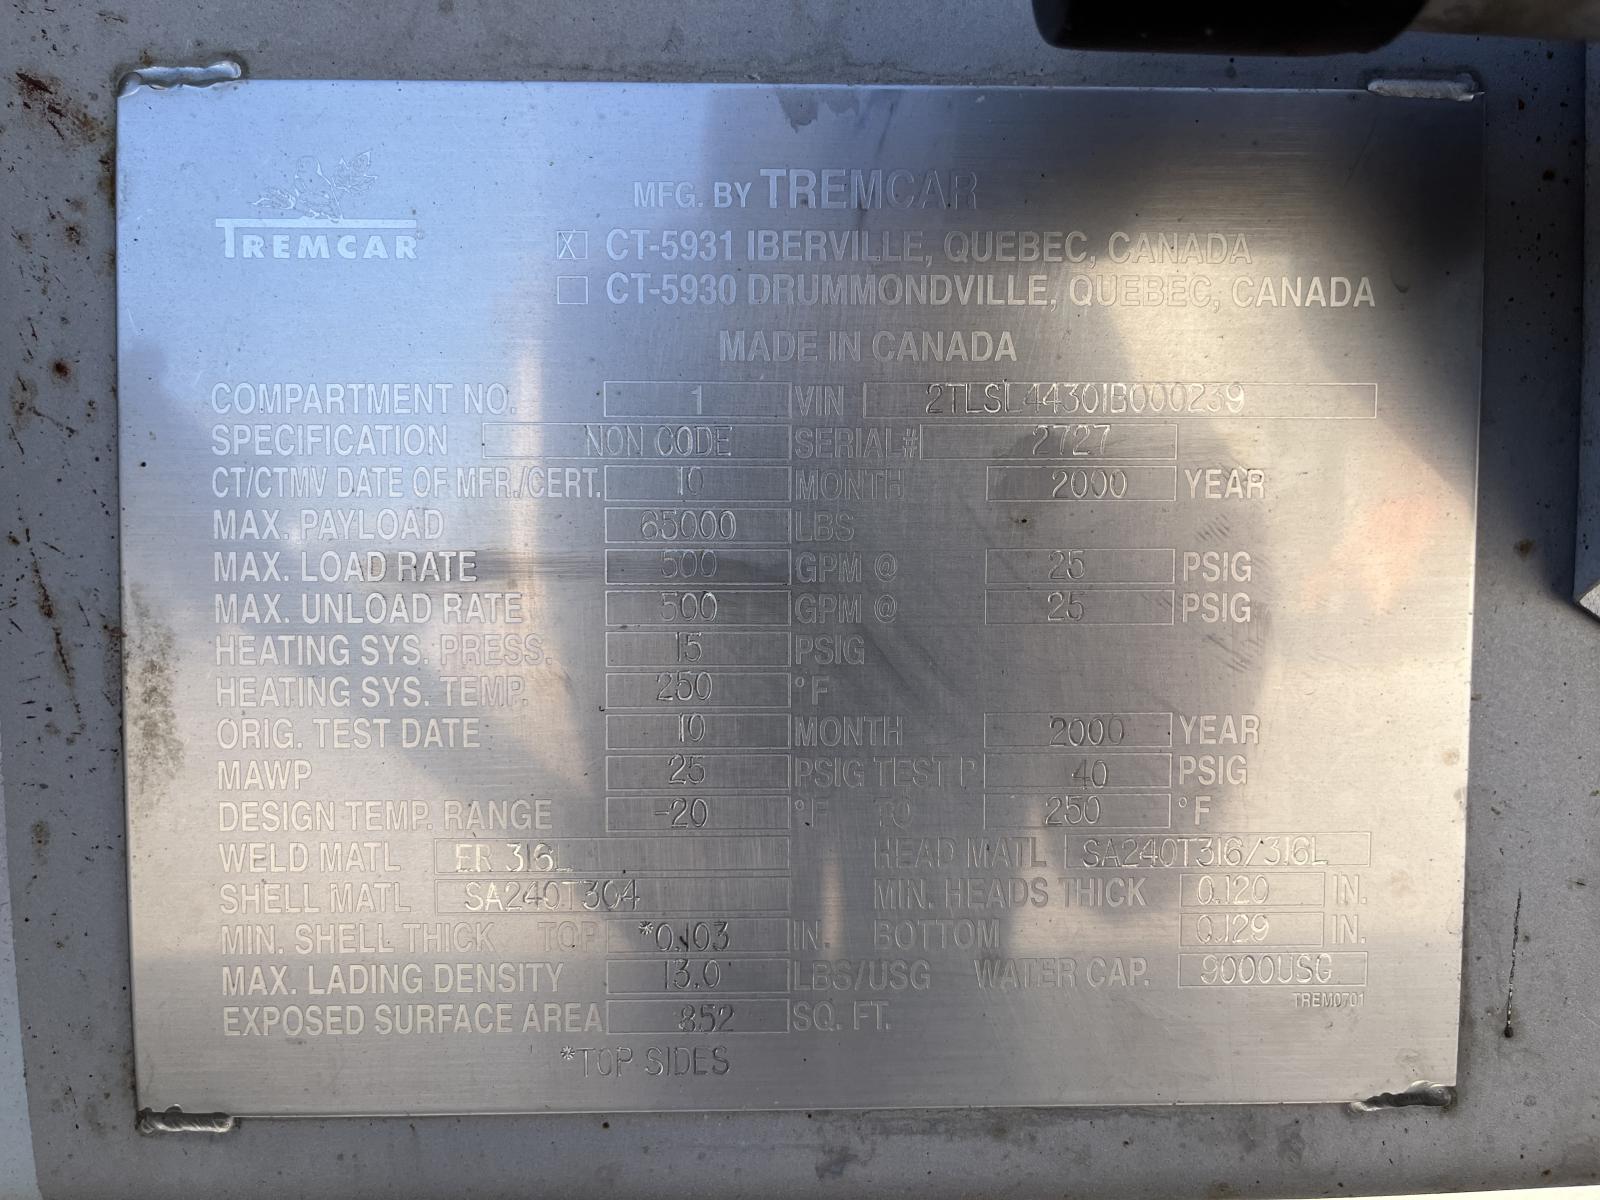 TREMCAR
MFG. BY TREMCAR
X CT-5931 IBERVILLE, QUEBEC, CANADA
CT-5930 DRUMMONDVILLE, QUEBEC, CANADA
MADE IN CANADA
COMPARTMENT NO. 1 VIN 2TLSL44301B000239
SPECIFICATION NON CODE SERIAL# 2727
CT/CTMV DATE OF MFR./CERT. 10 MONTH 2000 YEAR
MAX. PAYLOAD 65000 LBS
MAX. LOAD RATE 500 GPM @ 25 PSIG
MAX. UNLOAD RATE 500 GPM @ 25 PSIG
HEATING SYS. PRESS. 15 PSIG
HEATING SYS. TEMP. 250 °F
ORIG. TEST DATE 10 MONTH 2000 YEAR
MAWP 25 PSIG TEST P 40 PSIG
DESIGN TEMP. RANGE -20 °F TO 250 °F
WELD MATL ER 316L HEAD MATL SA240T316/316L
SHELL MATL SA240T304 MIN. HEADS THICK 0.120 IN.
MIN. SHELL THICK TOP *0.103 IN. BOTTOM 0.129 IN.
MAX. LADING DENSITY 13.0 LBS/USG WATER CAP. 9000USG
TREM0701
EXPOSED SURFACE AREA 852 SQ. FT.
*TOP SIDES